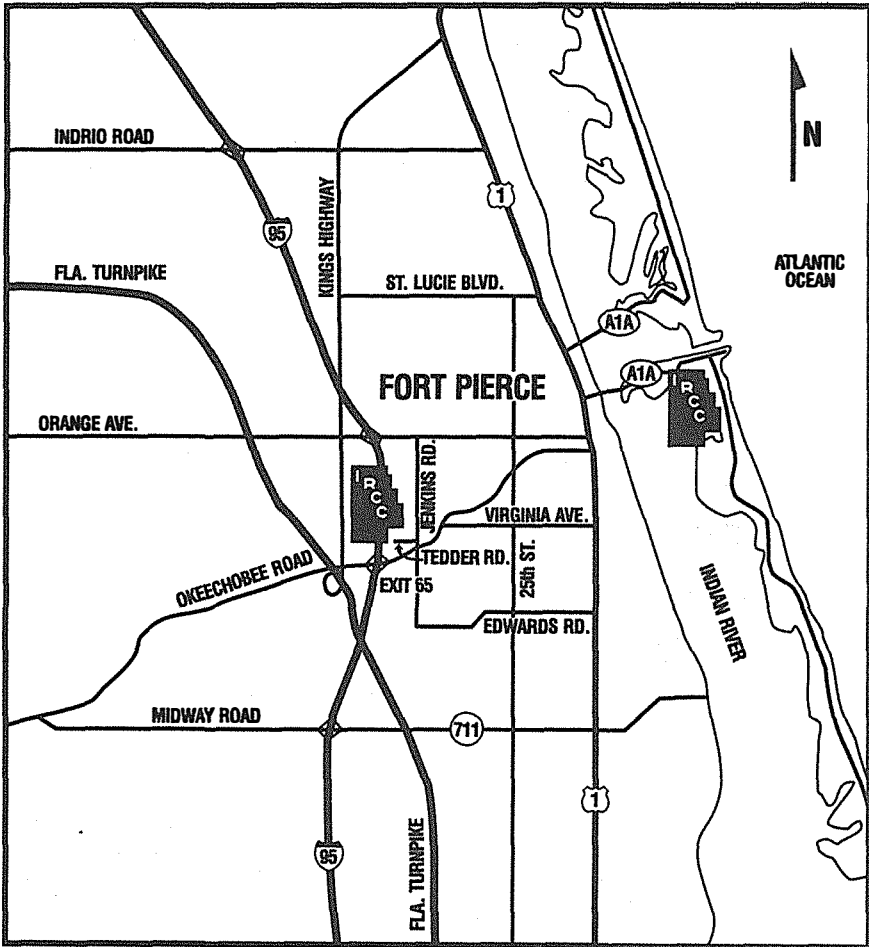 INDRIO ROAD
N
1
KINGS HIGHWAY
95
ATLANTIC
OCEAN
FLA. TURNPIKE
ST. LUCIE BLVD.
A1A
A1A
FORT PIERCE
IRCC
ORANGE AVE.
JENKINS RD.
IRCC
VIRGINIA AVE.
TEDDER RD.
25th ST.
OKEECHOBEE ROAD
EXIT 65
INDIAN RIVER
EDWARDS RD.
MIDWAY ROAD
711
1
95
FLA. TURNPIKE